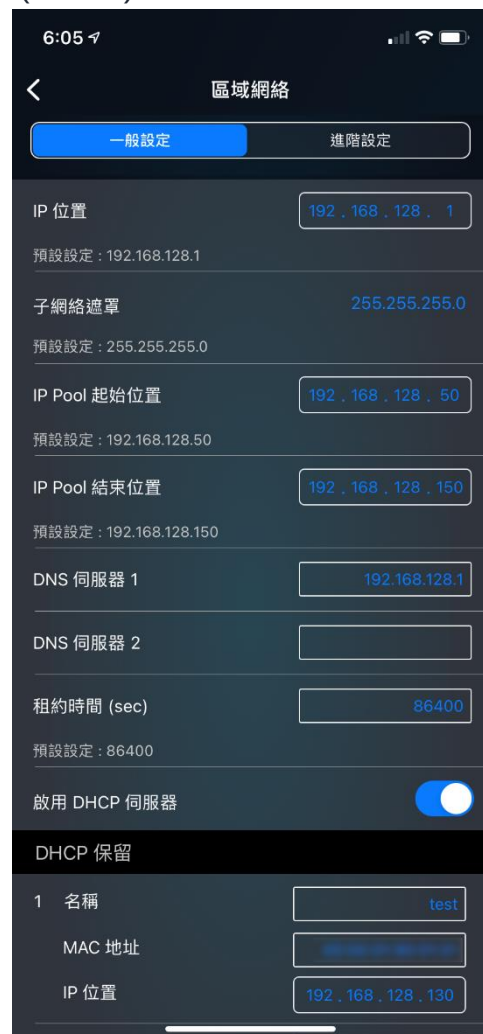 6:05
區域網絡
一般設定 進階設定
IP 位置 192 . 168 . 128 . 1
預設設定 : 192.168.128.1
子網絡遮罩 255.255.255.0
預設設定 : 255.255.255.0
IP Pool 起始位置 192 . 168 . 128 . 50
預設設定 : 192.168.128.50
IP Pool 結束位置 192 . 168 . 128 . 150
預設設定 : 192.168.128.150
DNS 伺服器 1 192.168.128.1
DNS 伺服器 2
租約時間 (sec) 86400
預設設定 : 86400
啟用 DHCP 伺服器
DHCP 保留
1 名稱 test
MAC 地址
IP 位置 192 . 168 . 128 . 130